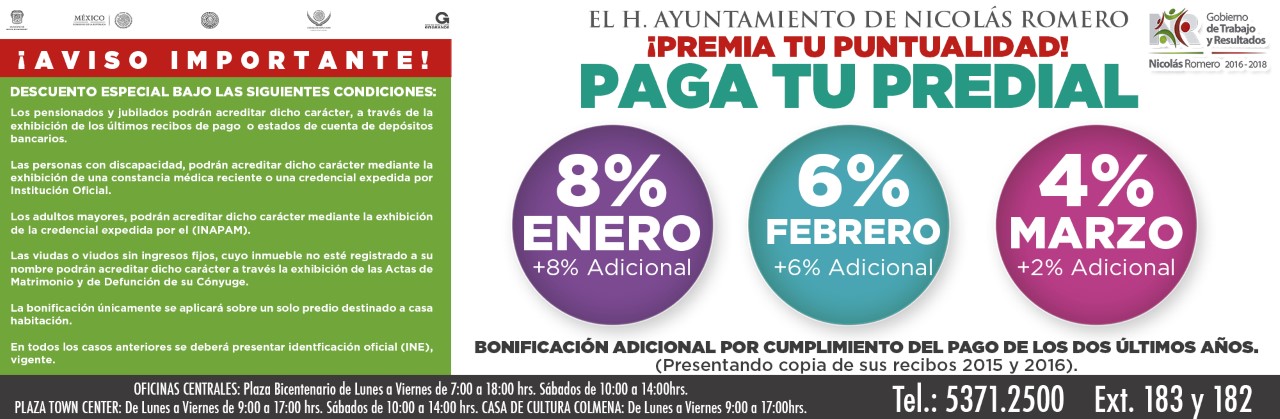 MÉXICO
¡AVISO IMPORTANTE!
DESCUENTO ESPECIAL BAJO LAS SIGUIENTES CONDICIONES:
Los pensionados y jubilados podrán acreditar dicho carácter, a través de la
exhibición de los últimos recibos de pago o estados de cuenta de depósitos
bancarios.
Las personas con discapacidad, podrán acreditar dicho carácter mediante la
exhibición de una constancia médica reciente o una credencial expedida por
Institución Oficial.
Los adultos mayores, podrán acreditar dicho carácter mediante la exhibición
de la credencial expedida por el (INAPAM).
Las viudas o viudos sin ingresos fijos, cuyo inmueble no esté registrado a su
nombre podrán acreditar dicho carácter a través la exhibición de las Actas de
Matrimonio y de Defunción de su Cónyuge.
La bonificación únicamente se aplicará sobre un solo predio destinado a casa
habitación.
En todos los casos anteriores se deberá presentar identficación oficial (INE),
vigente.
EL H. AYUNTAMIENTO DE NICOLÁS ROMERO
¡PREMIA TU PUNTUALIDAD!
PAGA TU PREDIAL
NR
Gobierno
de Trabajo
y Resultados
Nicolás Romero 2016 - 2018
8%
ENERO
+8% Adicional
6%
FEBRERO
+6% Adicional
4%
MARZO
+2% Adicional
BONIFICACIÓN ADICIONAL POR CUMPLIMIENTO DEL PAGO DE LOS DOS ÚLTIMOS AÑOS.
(Presentando copia de sus recibos 2015 y 2016).
OFICINAS CENTRALES: Plaza Bicentenario de Lunes a Viernes de 7:00 a 18:00 hrs. Sábados de 10:00 a 14:00hrs.
PLAZA TOWN CENTER: De Lunes a Viernes de 9:00 a 17:00 hrs. Sábados de 10:00 a 14:00 hrs. CASA DE CULTURA COLMENA: De Lunes a Viernes 9:00 a 17:00hrs.
Tel.: 5371.2500 Ext. 183 y 182